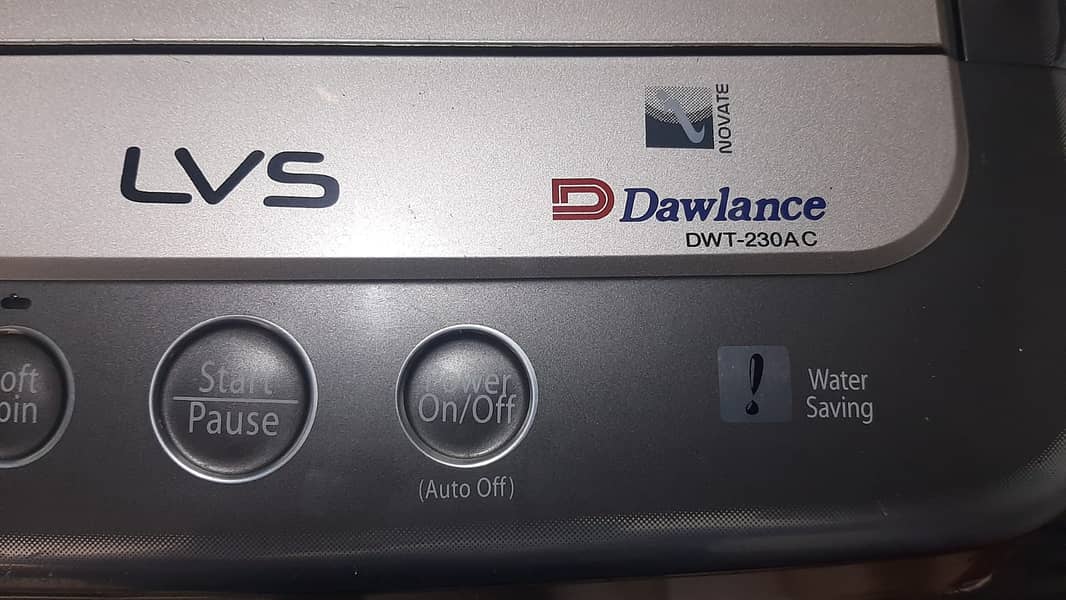 NOVATE
LVS
Dawlance
DWT-230AC
Start
Pause
Power
On/Off
(Auto Off)
Water
Saving